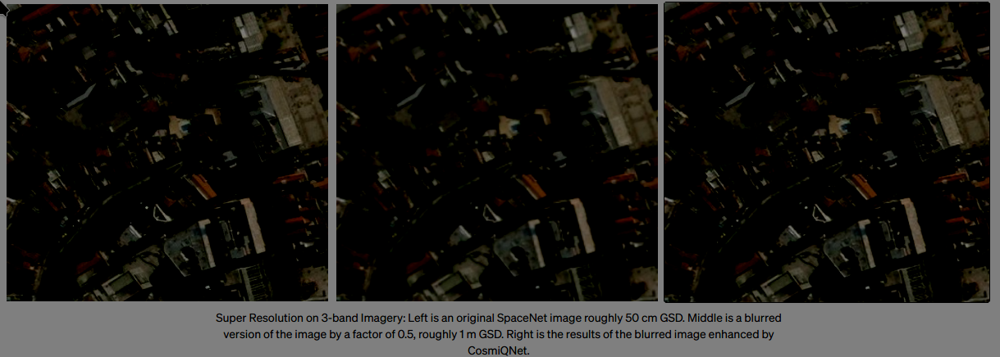 Super Resolution on 3-band Imagery: Left is an original SpaceNet image roughly 50 cm GSD. Middle is a blurred
version of the image by a factor of 0.5, roughly 1 m GSD. Right is the results of the blurred image enhanced by
CosmiQNet.